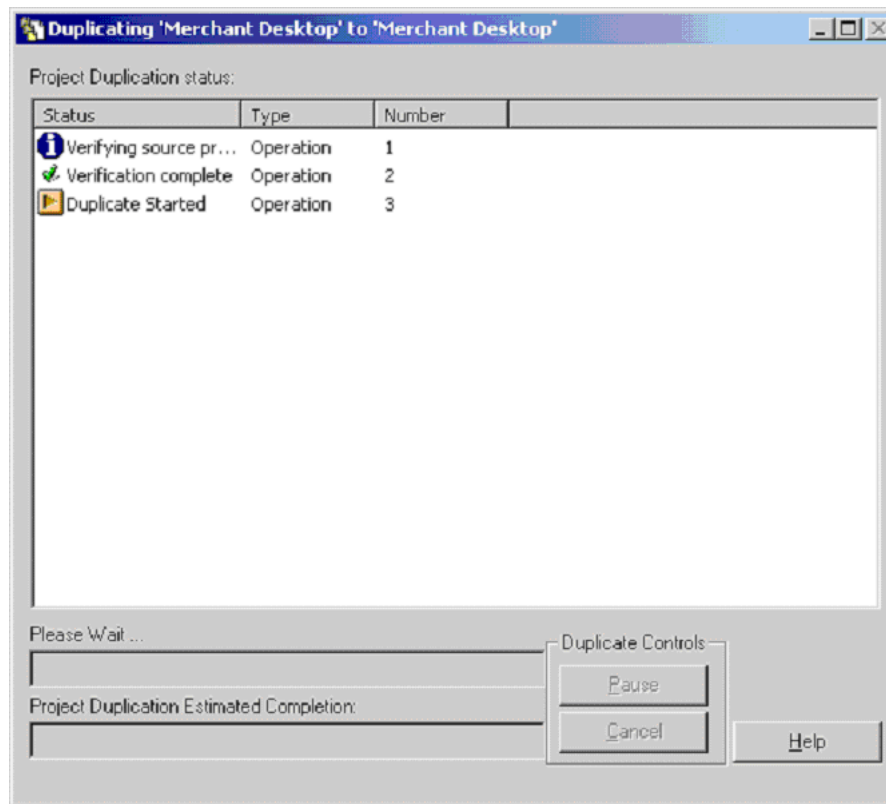 Duplicating 'Merchant Desktop' to 'Merchant Desktop'
Project Duplication status:
Status Type Number
Verifying source pr... Operation 1
Verification complete Operation 2
Duplicate Started Operation 3
Please Wait ...
Duplicate Controls
Pause
Project Duplication Estimated Completion:
Cancel
Help